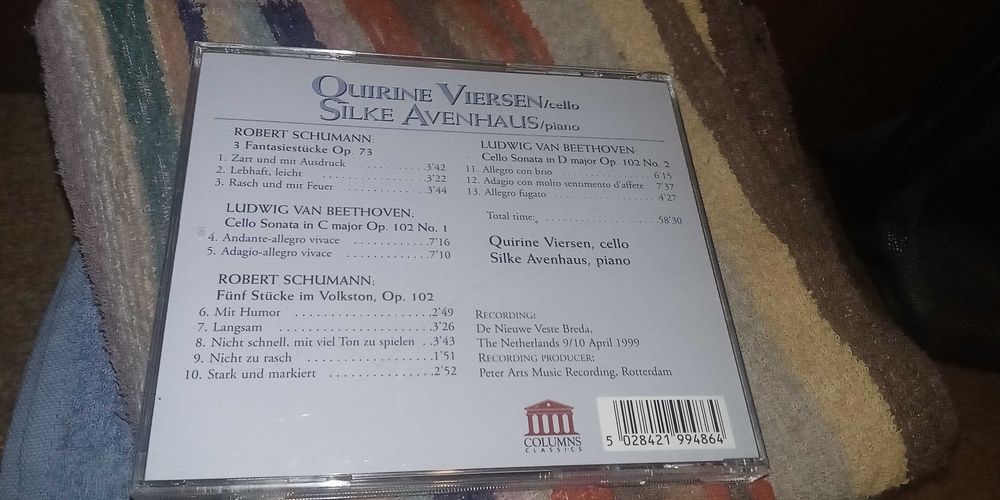 QUIRINE VIERSEN/cello
SILKE AVENHAUS/piano
ROBERT SCHUMANN:
3 Fantasiestücke Op. 73
1. Zart und mit Ausdruck ..........3'42
2. Lebhaft, leicht ..........3'22
3. Rasch und mit Feuer ..........3'44
LUDWIG VAN BEETHOVEN:
Cello Sonata in C major Op. 102 No. 1
4. Andante-allegro vivace ..........7'16
5. Adagio-allegro vivace ..........7'10
ROBERT SCHUMANN:
Fünf Stücke im Volkston, Op. 102
6. Mit Humor ..........2'49
7. Langsam ..........3'26
8. Nicht schnell, mit viel Ton zu spielen ..3'43
9. Nicht zu rasch ..........1'51
10. Stark und markiert ..........2'52
LUDWIG VAN BEETHOVEN:
Cello Sonata in D major Op. 102 No. 2
11. Allegro con brio ..........6'15
12. Adagio con molto sentimento d'affete 7'37
13. Allegro fugato ..........4'27
Total time: ..........58'30
Quirine Viersen, cello
Silke Avenhaus, piano
RECORDING:
De Nieuwe Veste Breda,
The Netherlands 9/10 April 1999
RECORDING PRODUCER:
Peter Arts Music Recording, Rotterdam
COLUMNS
CLASSICS
5 028421 994864